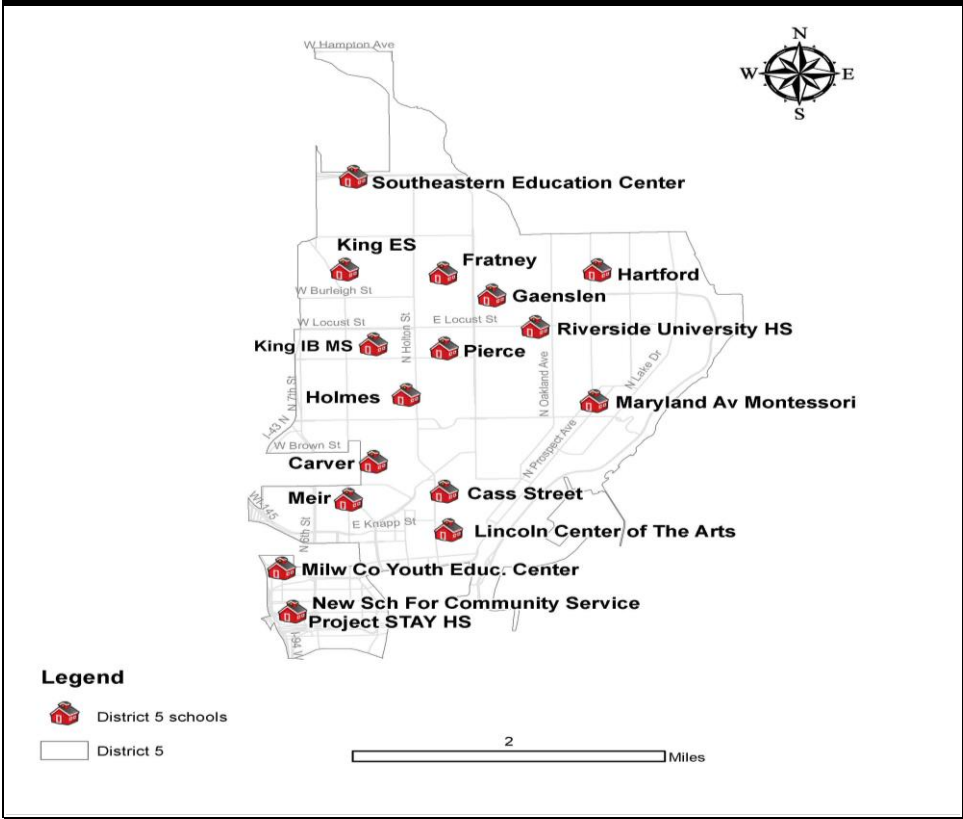 N
W E
S
W Hampton Ave
Southeastern Education Center
King ES
Fratney
Hartford
W Burleigh St
Gaenslen
W Locust St
E Locust St
Riverside University HS
King IB MS
N Holton St
Pierce
N Oakland Ave
N Lake Dr
Holmes
N 7th St
Maryland Av Montessori
I-43 N
W Brown St
N Prospect Ave
Carver
Meir
Cass Street
WI-145
N 6th St
E Knapp St
Lincoln Center of The Arts
Milw Co Youth Educ. Center
New Sch For Community Service
Project STAY HS
Legend
District 5 schools
District 5
2
Miles